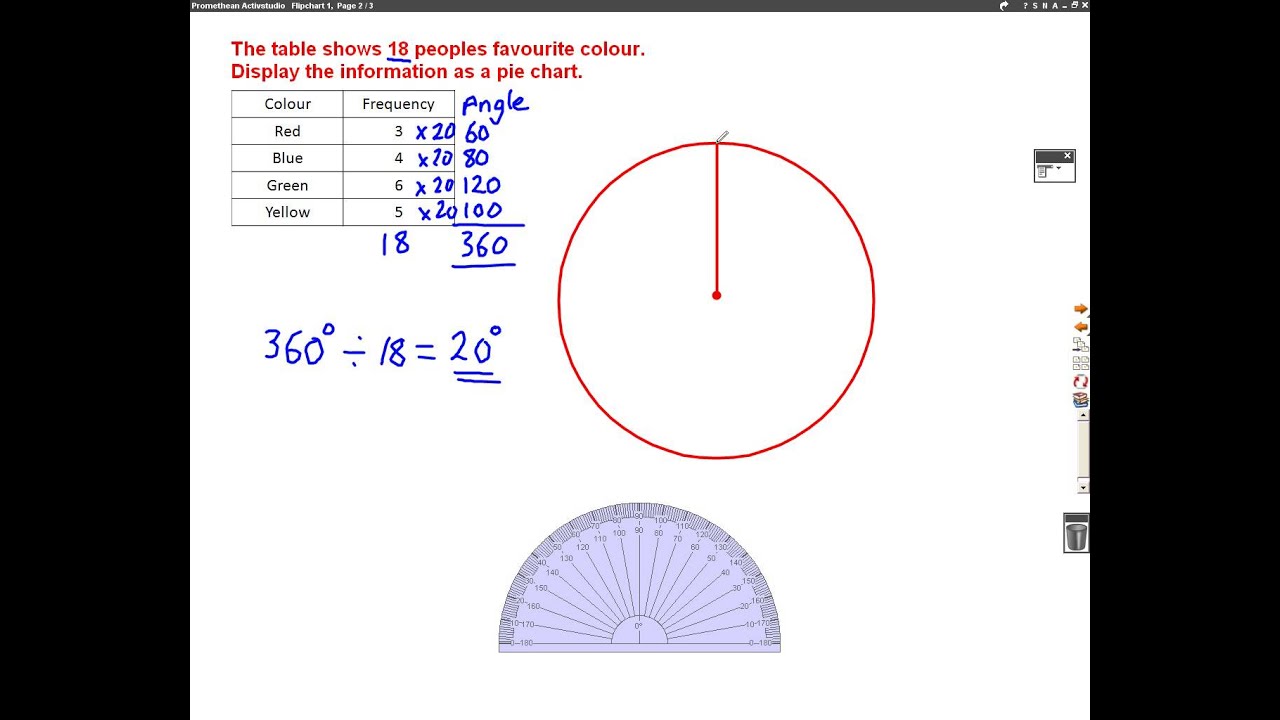 Promethean Activstudio Flipchart 1, Page 2 / 3
? S N A
The table shows 18 peoples favourite colour.
Display the information as a pie chart.
Colour Frequency Angle
Red 3 x 20 60
Blue 4 x 20 80
Green 6 x 20 120
Yellow 5 x 20 100
18 360
360° ÷ 18 = 20°
90
80 100
70 110
60 120
50 130
140
30 150
20 160
10 170
0 180 0 180
90
100 80
110 70
120 60
130 50
140 40
150 30
160 20
170 10
0°